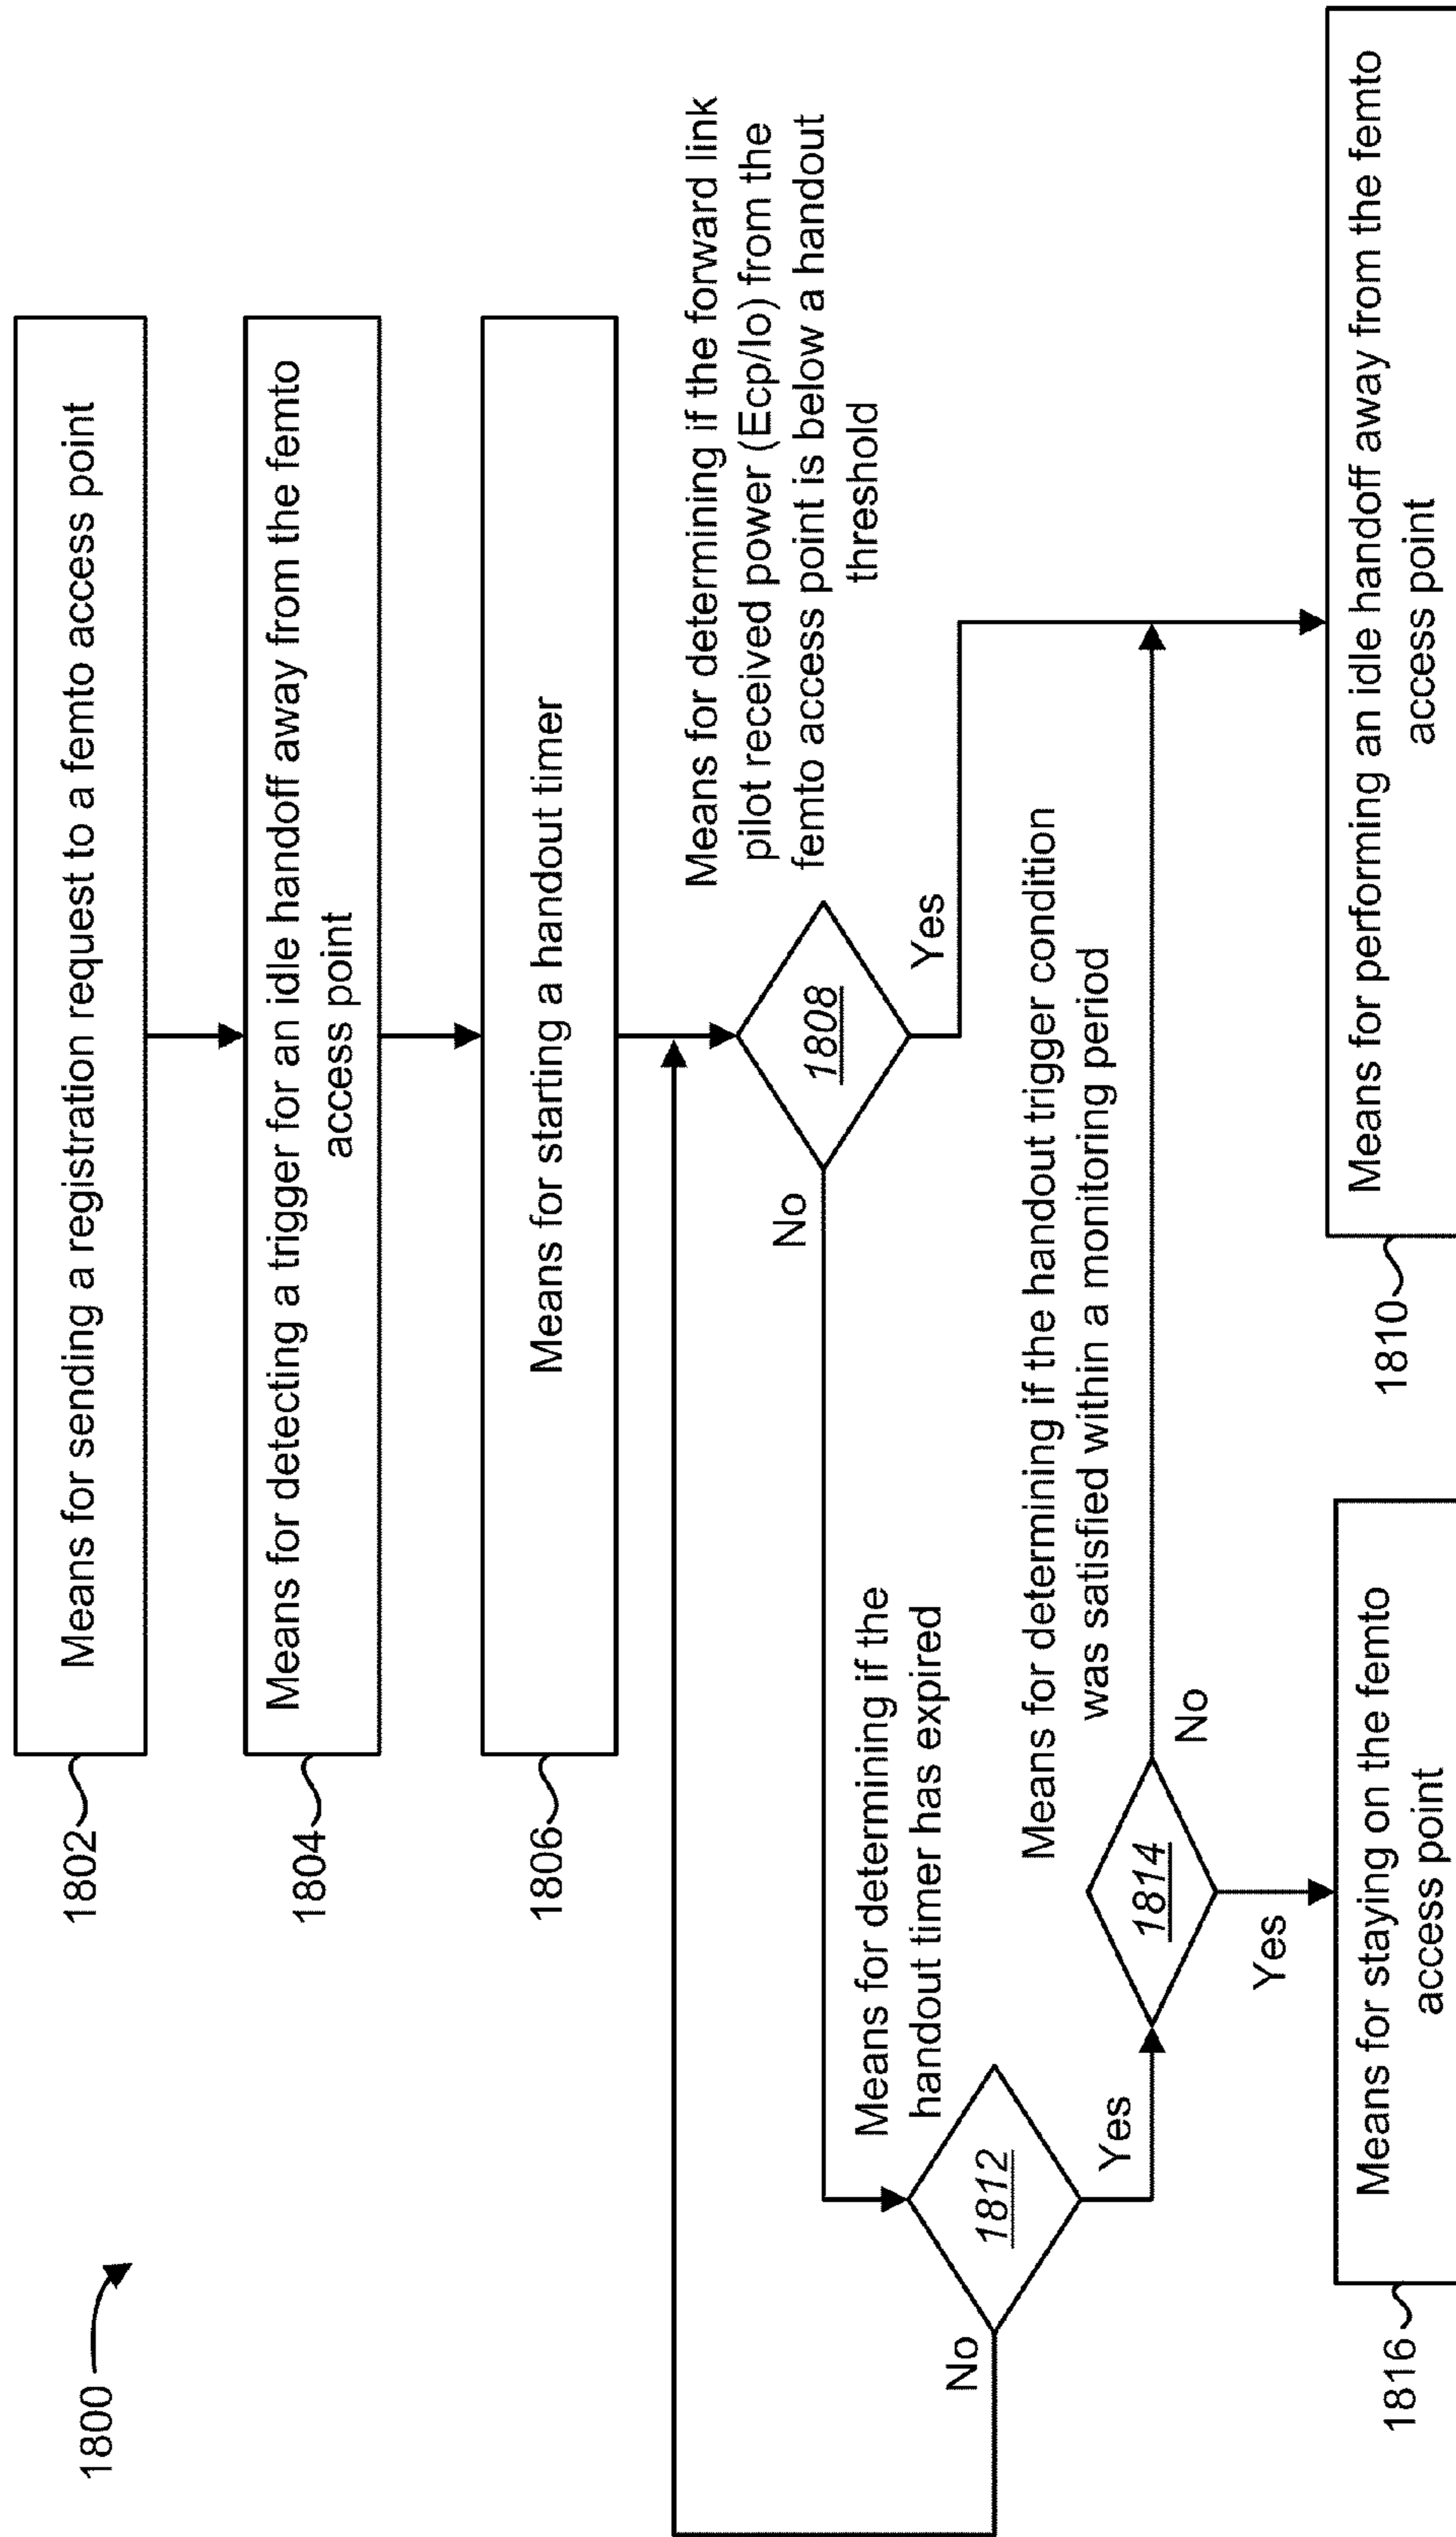 1800
1802
Means for sending a registration request to a femto access point
1804
Means for detecting a trigger for an idle handoff away from the femto
access point
1806
Means for starting a handout timer
Means for determining if the forward link
pilot received power (Ecp/Io) from the
femto access point is below a handout
threshold
1808
No
Yes
Means for determining if the
handout timer has expired
1812
No
Yes
Means for determining if the handout trigger condition
was satisfied within a monitoring period
1814
No
Yes
1816
Means for staying on the femto
access point
1810
Means for performing an idle handoff away from the femto
access point